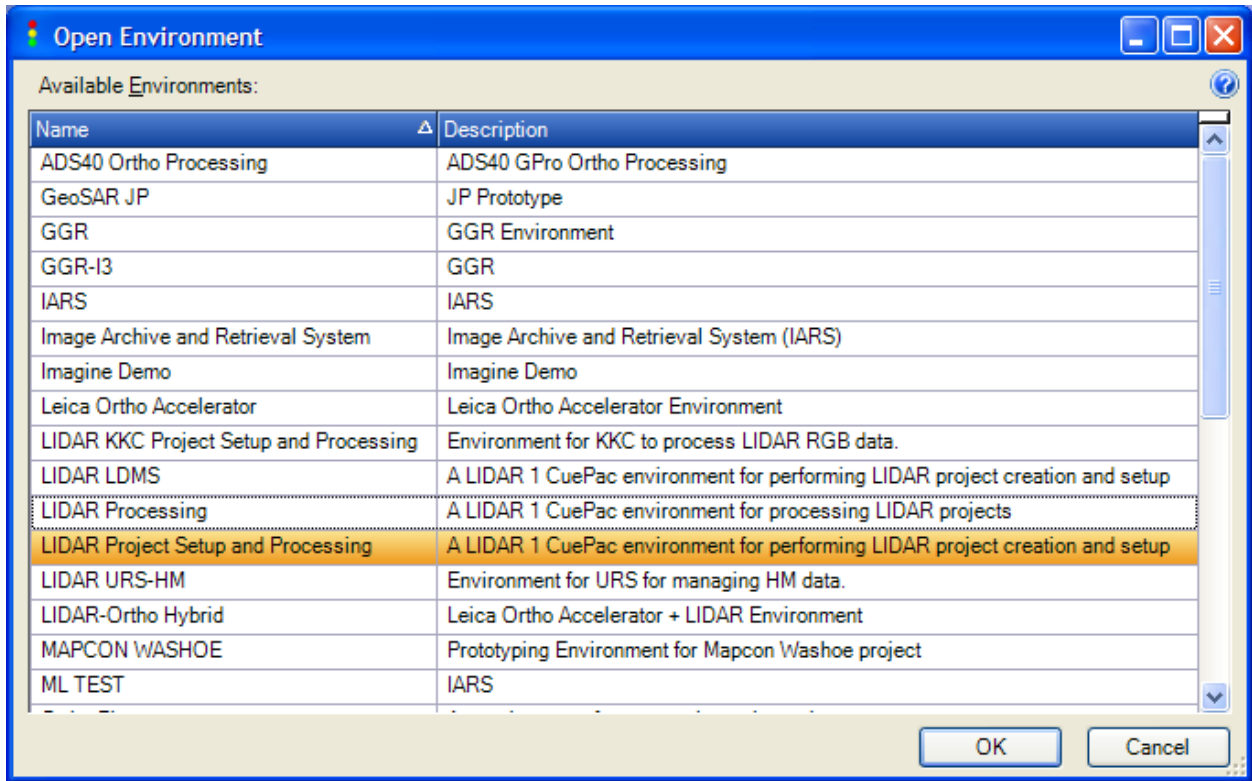 Open Environment
Available Environments:
Name Description
ADS40 Ortho Processing ADS40 GPro Ortho Processing
GeoSAR JP JP Prototype
GGR GGR Environment
GGR-I3 GGR
IARS IARS
Image Archive and Retrieval System Image Archive and Retrieval System (IARS)
Imagine Demo Imagine Demo
Leica Ortho Accelerator Leica Ortho Accelerator Environment
LIDAR KKC Project Setup and Processing Environment for KKC to process LIDAR RGB data.
LIDAR LDMS A LIDAR 1 CuePac environment for performing LIDAR project creation and setup
LIDAR Processing A LIDAR 1 CuePac environment for processing LIDAR projects
LIDAR Project Setup and Processing A LIDAR 1 CuePac environment for performing LIDAR project creation and setup
LIDAR URS-HM Environment for URS for managing HM data.
LIDAR-Ortho Hybrid Leica Ortho Accelerator + LIDAR Environment
MAPCON WASHOE Prototyping Environment for Mapcon Washoe project
ML TEST IARS
OK Cancel